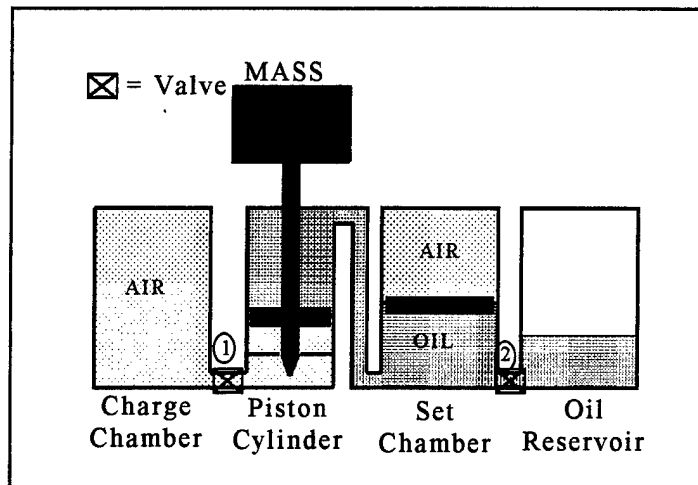 MASS
= Valve
AIR
AIR
OIL
1
2
Charge Chamber
Piston Cylinder
Set Chamber
Oil Reservoir